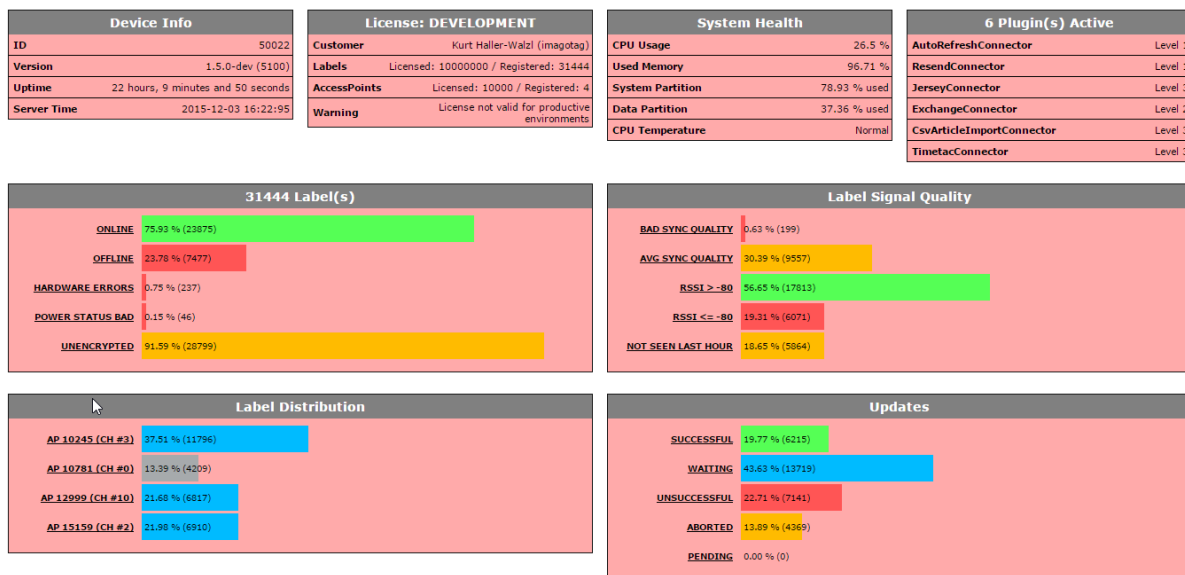 Device Info
ID 50022
Version 1.5.0-dev (5100)
Uptime 22 hours, 9 minutes and 50 seconds
Server Time 2015-12-03 16:22:95
License: DEVELOPMENT
Customer Kurt Haller-Walzl (imagotag)
Labels Licensed: 10000000 / Registered: 31444
AccessPoints Licensed: 10000 / Registered: 4
Warning License not valid for productive
environments
System Health
CPU Usage 26.5 %
Used Memory 96.71 %
System Partition 78.93 % used
Data Partition 37.36 % used
CPU Temperature Normal
6 Plugin(s) Active
AutoRefreshConnector Level
ResendConnector Level
JerseyConnector Level
ExchangeConnector Level
CsvArticleImportConnector Level
TimetacConnector Level
31444 Label(s)
ONLINE 75.93 % (23875)
OFFLINE 23.78 % (7477)
HARDWARE ERRORS 0.75 % (237)
POWER STATUS BAD 0.15 % (46)
UNENCRYPTED 91.59 % (28799)
Label Signal Quality
BAD SYNC QUALITY 0.63 % (199)
AVG SYNC QUALITY 30.39 % (9557)
RSSI > -80 56.65 % (17813)
RSSI <= -80 19.31 % (6071)
NOT SEEN LAST HOUR 18.65 % (5864)
Label Distribution
AP 10245 (CH #3) 37.51 % (11796)
AP 10781 (CH #0) 13.39 % (4209)
AP 12999 (CH #10) 21.68 % (6817)
AP 15159 (CH #2) 21.98 % (6910)
Updates
SUCCESSFUL 19.77 % (6215)
WAITING 43.63 % (13719)
UNSUCCESSFUL 22.71 % (7141)
ABORTED 13.89 % (4369)
PENDING 0.00 % (0)